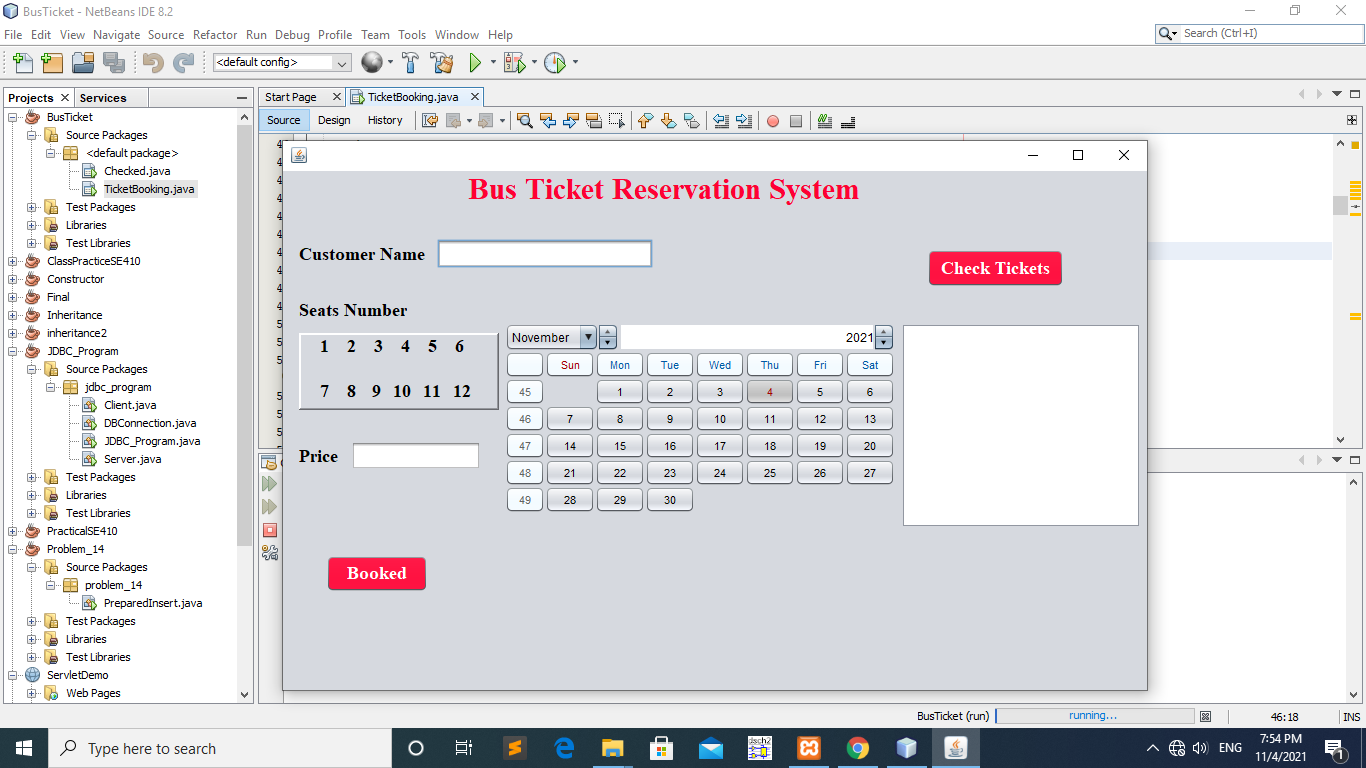 BusTicket - NetBeans IDE 8.2
File Edit View Navigate Source Refactor Run Debug Profile Team Tools Window Help
Search (Ctrl+I)
<default config>
Projects Services
Start Page TicketBooking.java
Source Design History
BusTicket
Source Packages
<default package>
Checked.java
TicketBooking.java
Test Packages
Libraries
Test Libraries
ClassPracticeSE410
Constructor
Final
Inheritance
inheritance2
JDBC_Program
Source Packages
jdbc_program
Client.java
DBConnection.java
JDBC_Program.java
Server.java
Test Packages
Libraries
Test Libraries
PracticalSE410
Problem_14
Source Packages
problem_14
PreparedInsert.java
Test Packages
Libraries
Test Libraries
ServletDemo
Web Pages
Bus Ticket Reservation System
Customer Name
Check Tickets
Seats Number
1 2 3 4 5 6
7 8 9 10 11 12
Price
Booked
November 2021
Sun Mon Tue Wed Thu Fri Sat
45 1 2 3 4 5 6
46 7 8 9 10 11 12 13
47 14 15 16 17 18 19 20
48 21 22 23 24 25 26 27
49 28 29 30
BusTicket (run) running... 46:18 INS
Type here to search
dsch2
ENG
7:54 PM
11/4/2021
1